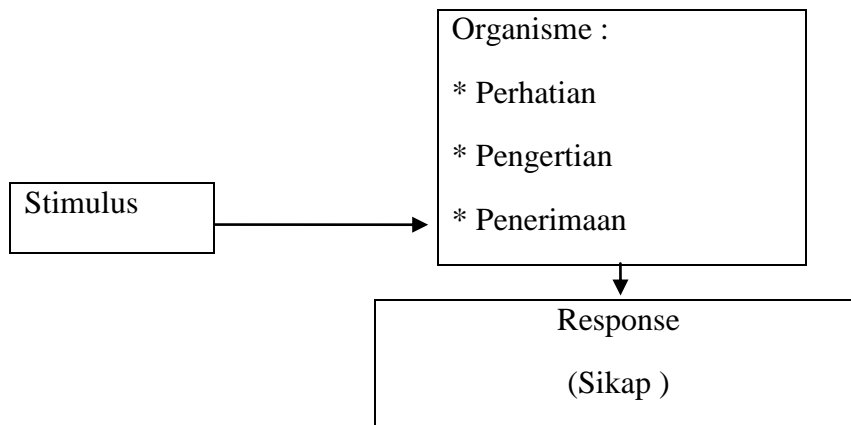 Stimulus
Organisme :
* Perhatian
* Pengertian
* Penerimaan
Response
(Sikap )